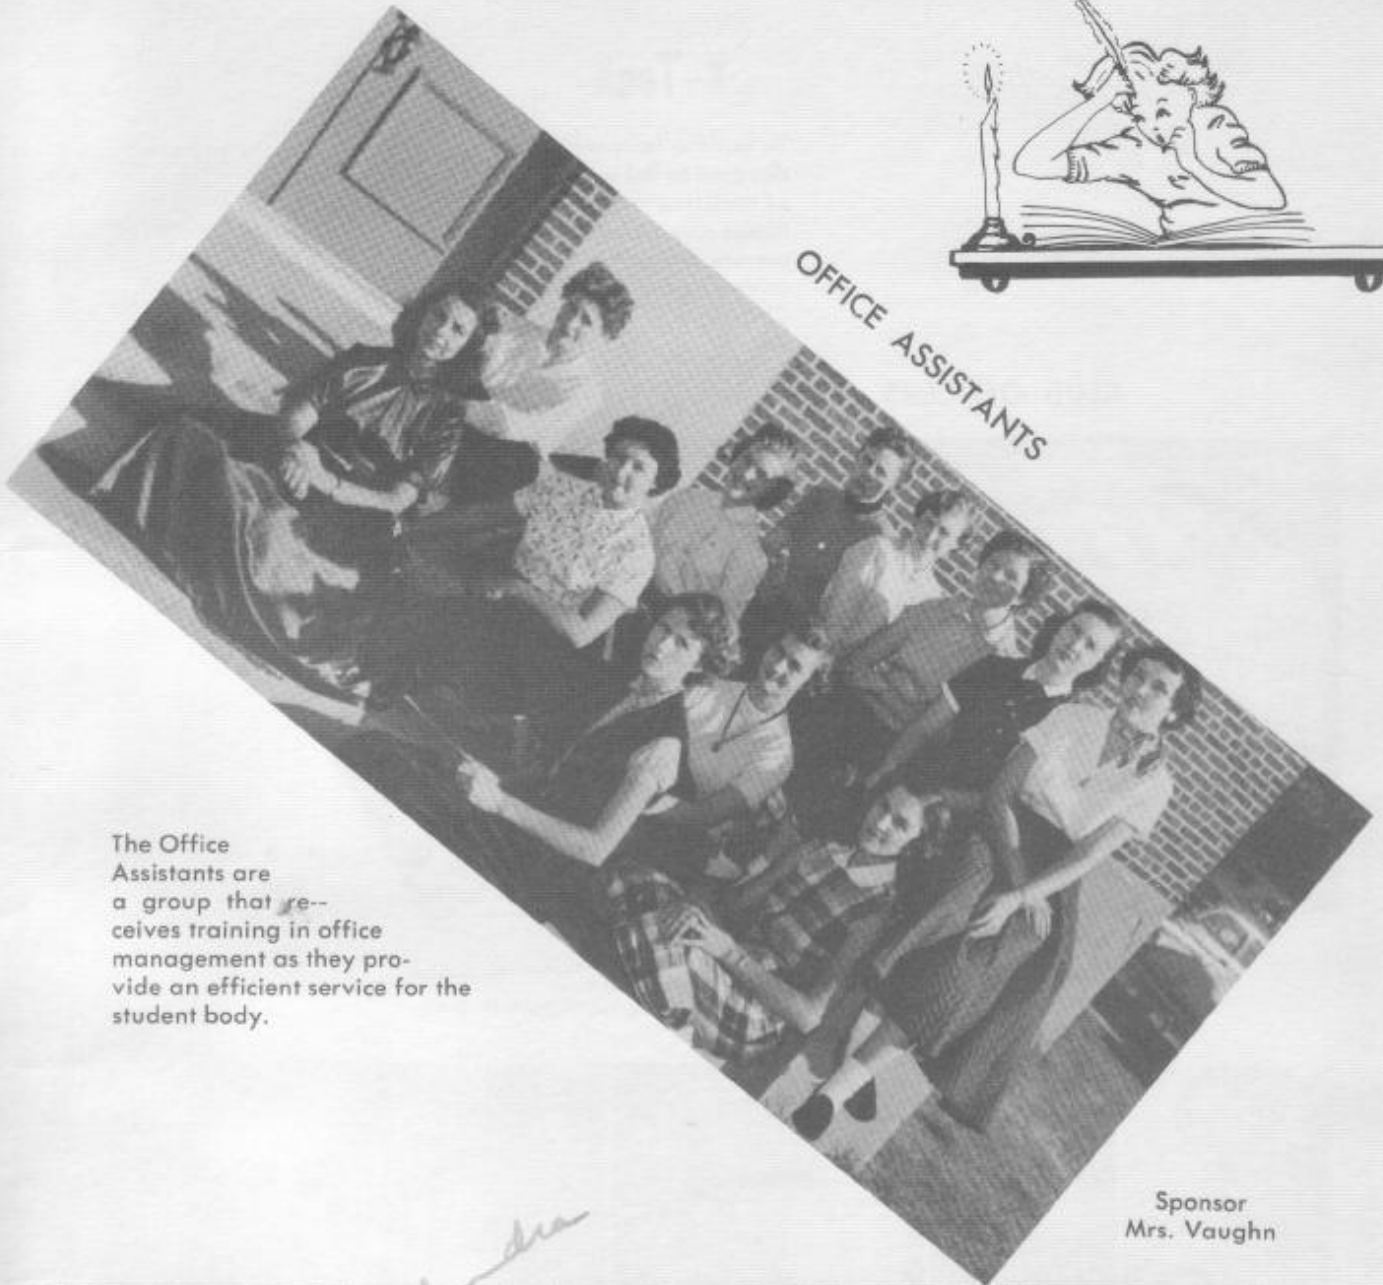 OFFICE ASSISTANTS
The Office
Assistants are
a group that re--
ceives training in office
management as they pro-
vide an efficient service for the
student body.
Sponsor
Mrs. Vaughn